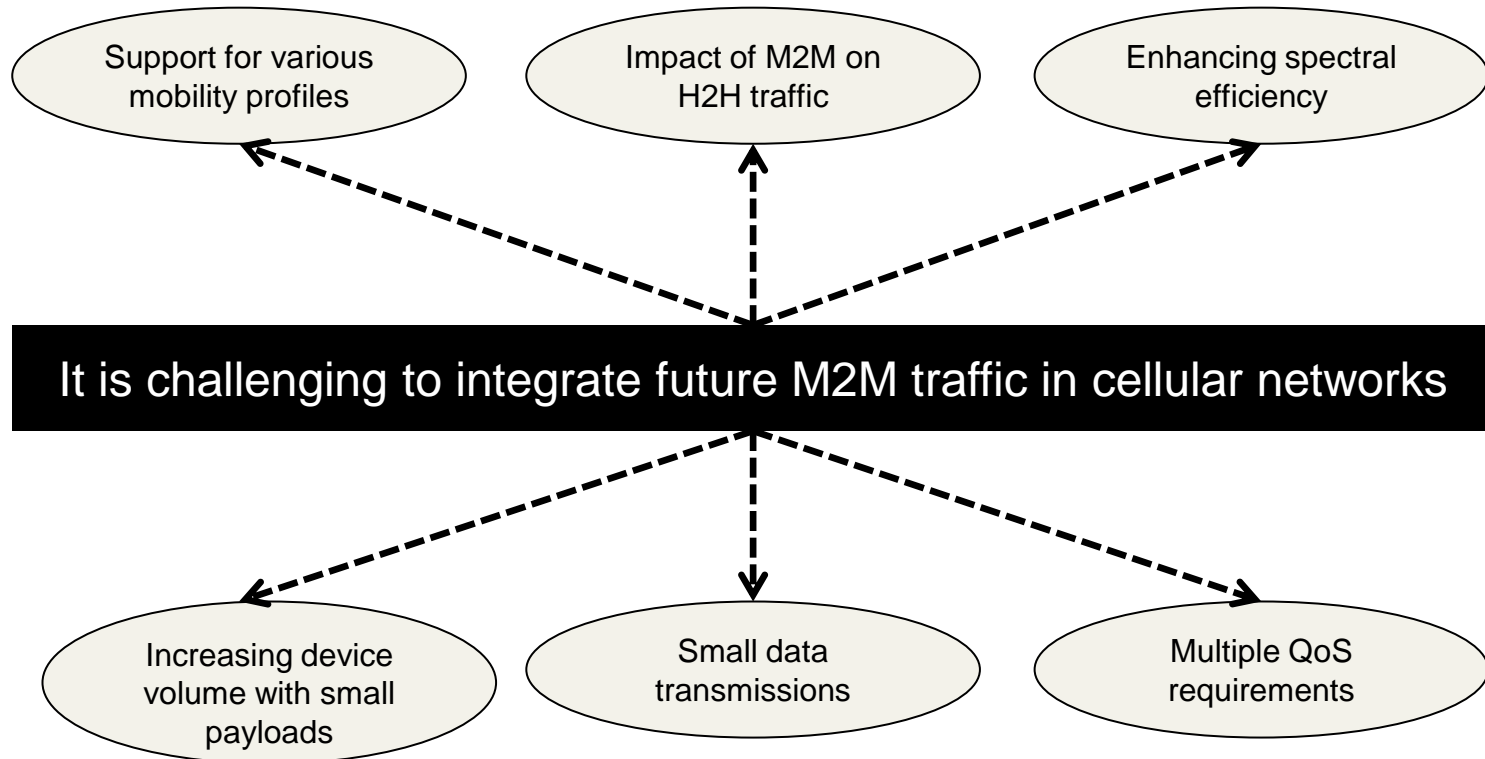 Support for various
mobility profiles
Impact of M2M on
H2H traffic
Enhancing spectral
efficiency
It is challenging to integrate future M2M traffic in cellular networks
Increasing device
volume with small
payloads
Small data
transmissions
Multiple QoS
requirements